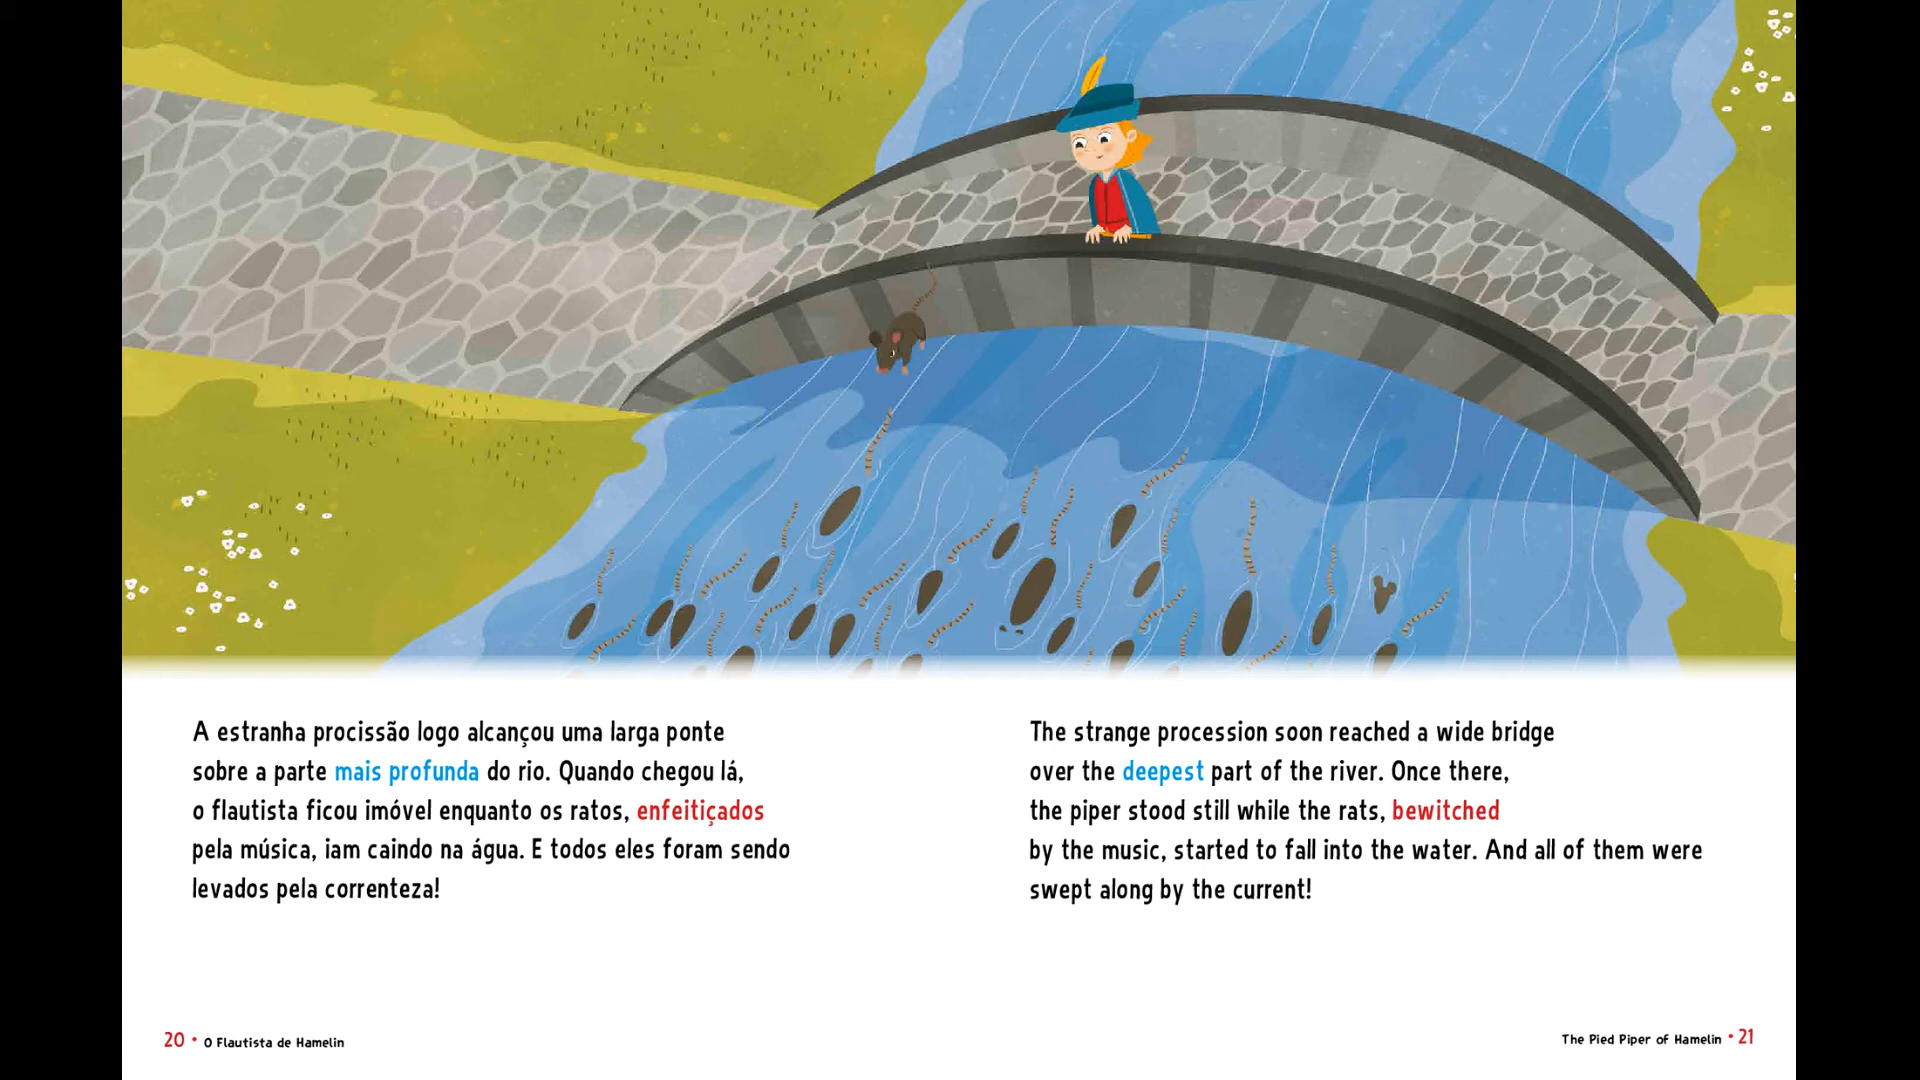 A estranha procissão logo alcançou uma larga ponte
sobre a parte mais profunda do rio. Quando chegou lá,
o flautista ficou imóvel enquanto os ratos, enfeitiçados
pela música, iam caindo na água. E todos eles foram sendo
levados pela correnteza!
The strange procession soon reached a wide bridge
over the deepest part of the river. Once there,
the piper stood still while the rats, bewitched
by the music, started to fall into the water. And all of them were
swept along by the current!
20 • O Flautista de Hamelin
The Pied Piper of Hamelin • 21